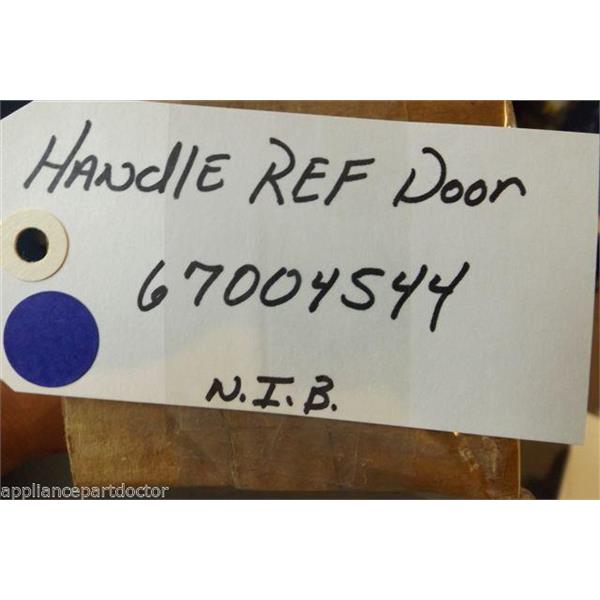 HANdlE REF Door
67004544
N.I.B.
appliancepartdoctor